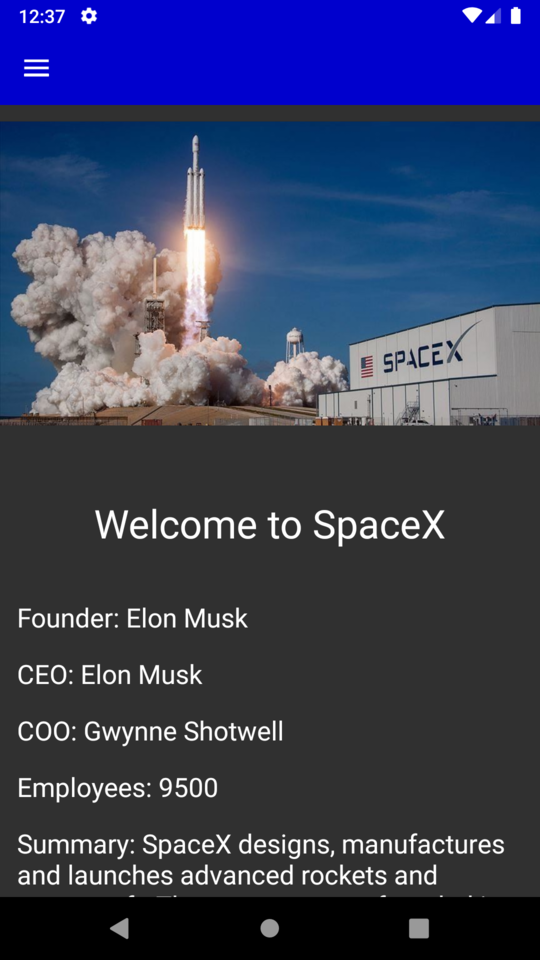 12:37
SPACEX
Welcome to SpaceX
Founder: Elon Musk
CEO: Elon Musk
COO: Gwynne Shotwell
Employees: 9500
Summary: SpaceX designs, manufactures
and launches advanced rockets and